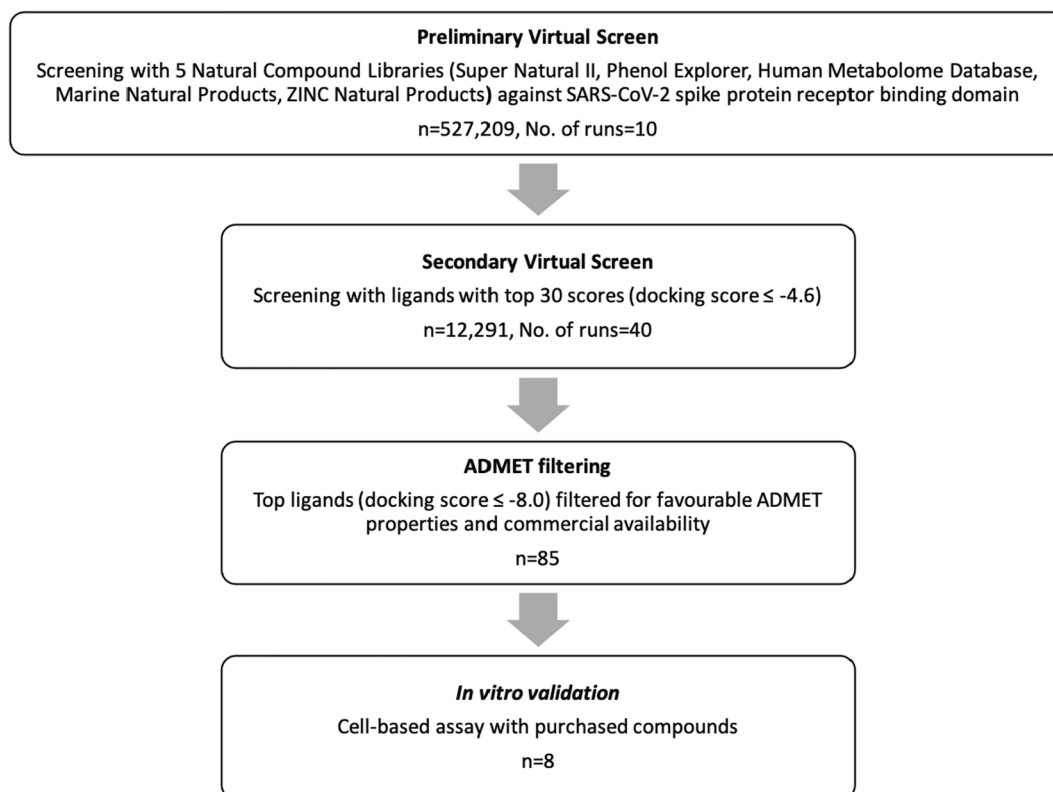 Preliminary Virtual Screen
Screening with 5 Natural Compound Libraries (Super Natural II, Phenol Explorer, Human Metabolome Database,
Marine Natural Products, ZINC Natural Products) against SARS-CoV-2 spike protein receptor binding domain
n=527,209, No. of runs=10
Secondary Virtual Screen
Screening with ligands with top 30 scores (docking score ≤ -4.6)
n=12,291, No. of runs=40
ADMET filtering
Top ligands (docking score ≤ -8.0) filtered for favourable ADMET
properties and commercial availability
n=85
In vitro validation
Cell-based assay with purchased compounds
n=8